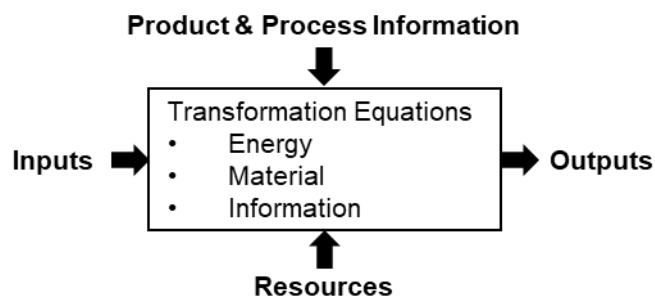 Product & Process Information
Transformation Equations
• Energy
• Material
• Information
Inputs
Outputs
Resources